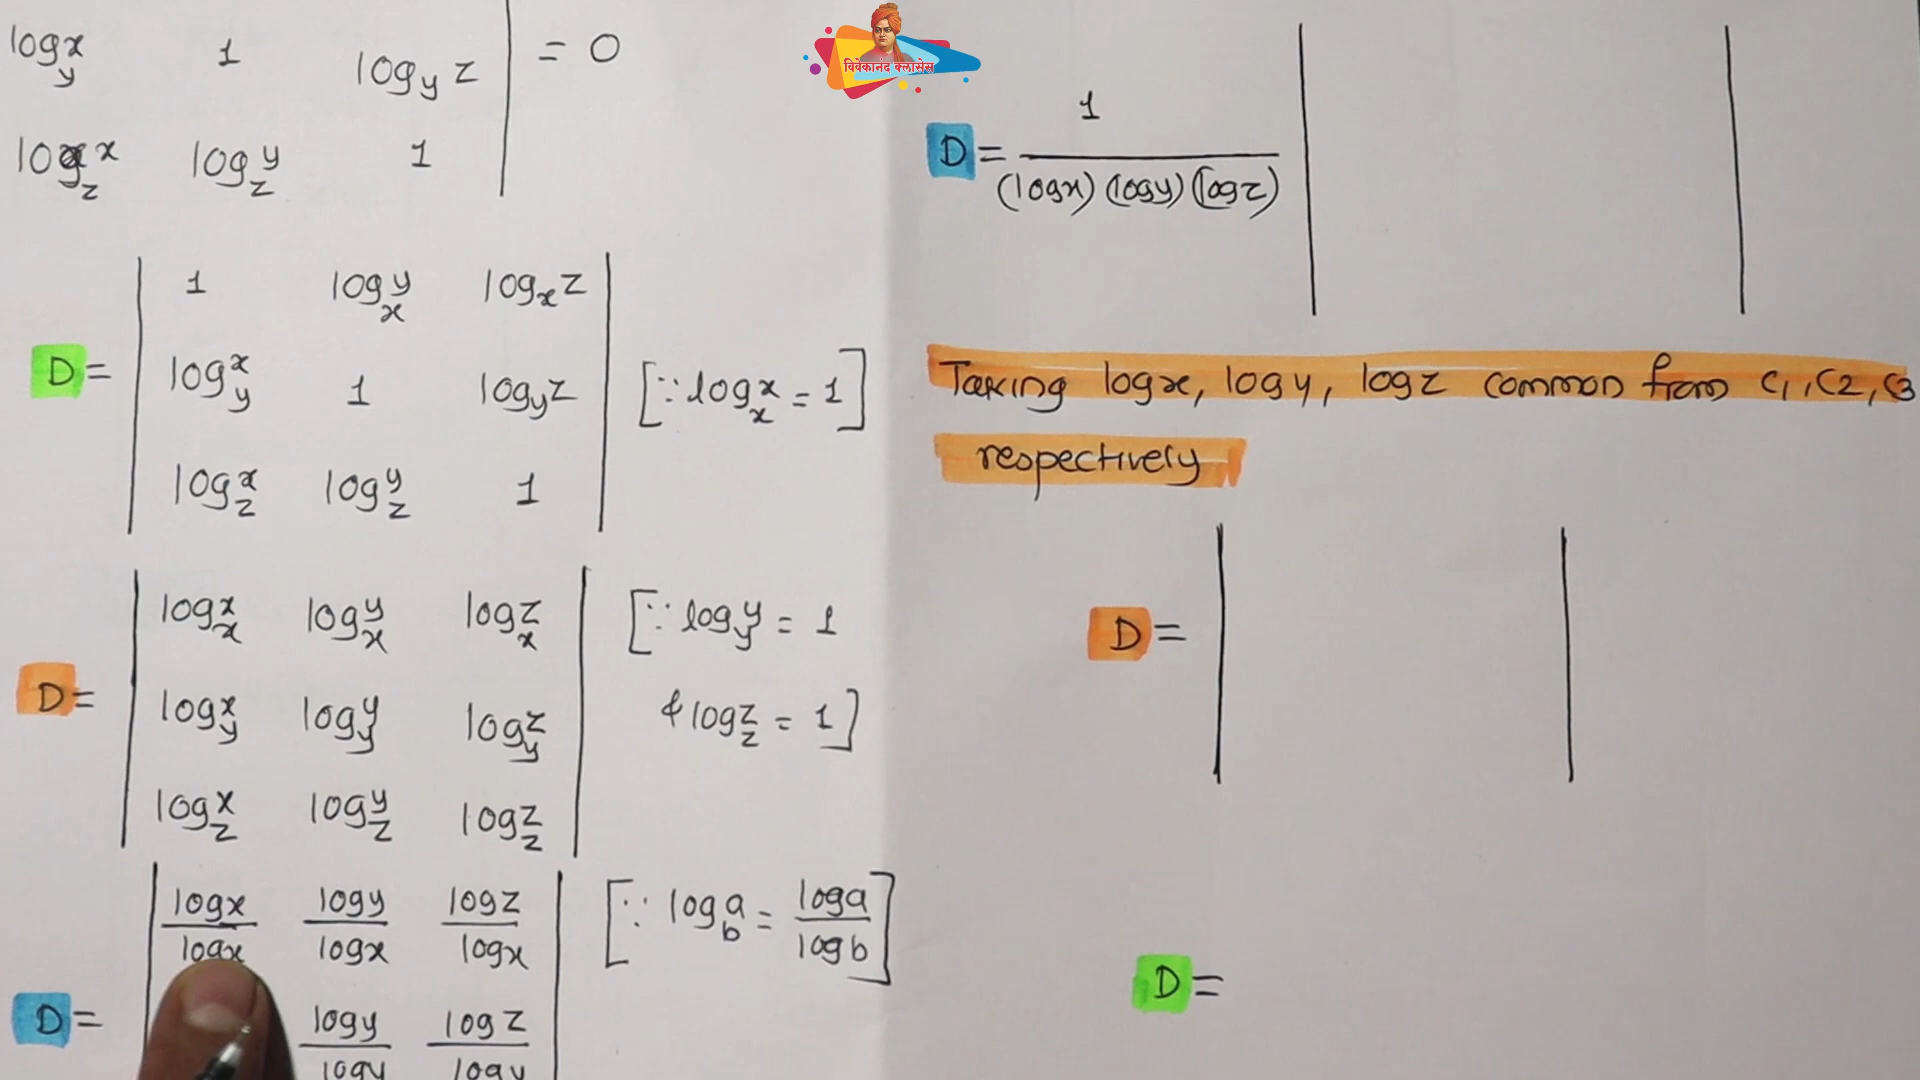 log_y x 1 log_y z = 0
log_z x log_z y 1
1 log_x y log_x z
D = log_y x 1 log_y z [∵ log_x x = 1]
log_z x log_z y 1
log_x x log_x y log_x z [∵ log_y y = 1
D = log_y x log_y y log_y z & log_z z = 1]
log_z x log_z y log_z z
logx/logx logy/logx logz/logx [∵ log_b a = loga/logb]
D = logy/logy logz/logy
विवेकानंद क्लासेस
D = 1/(logx)(logy)(logz)
Taking logx, logy, logz common from C1, C2, C3
respectively
D =
D =